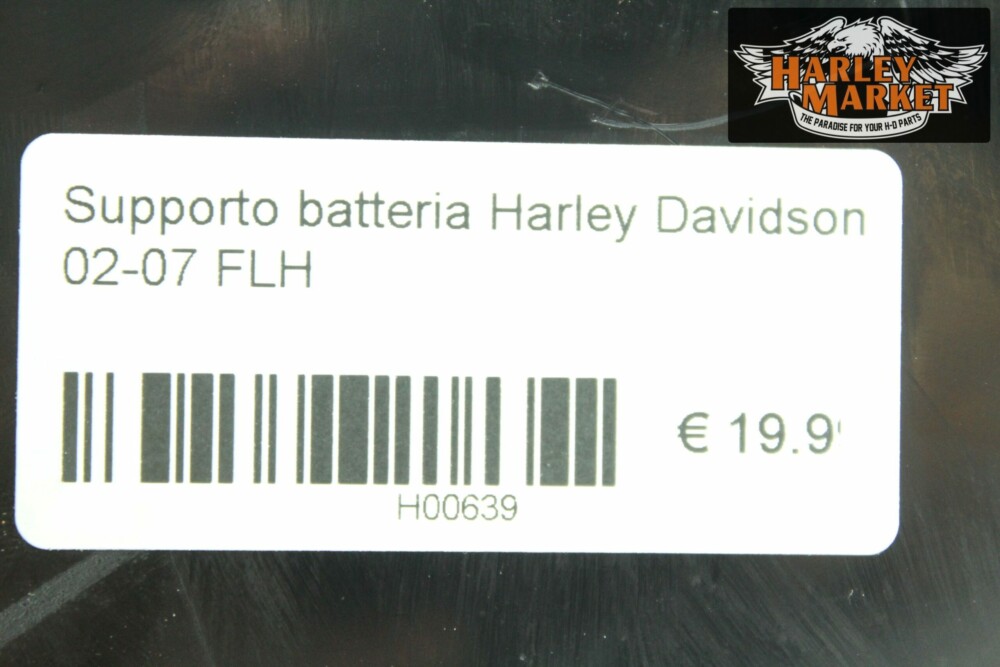 HARLEY
MARKET
THE PARADISE FOR YOUR H-D PARTS
Supporto batteria Harley Davidson
02-07 FLH
€ 19.9
H00639